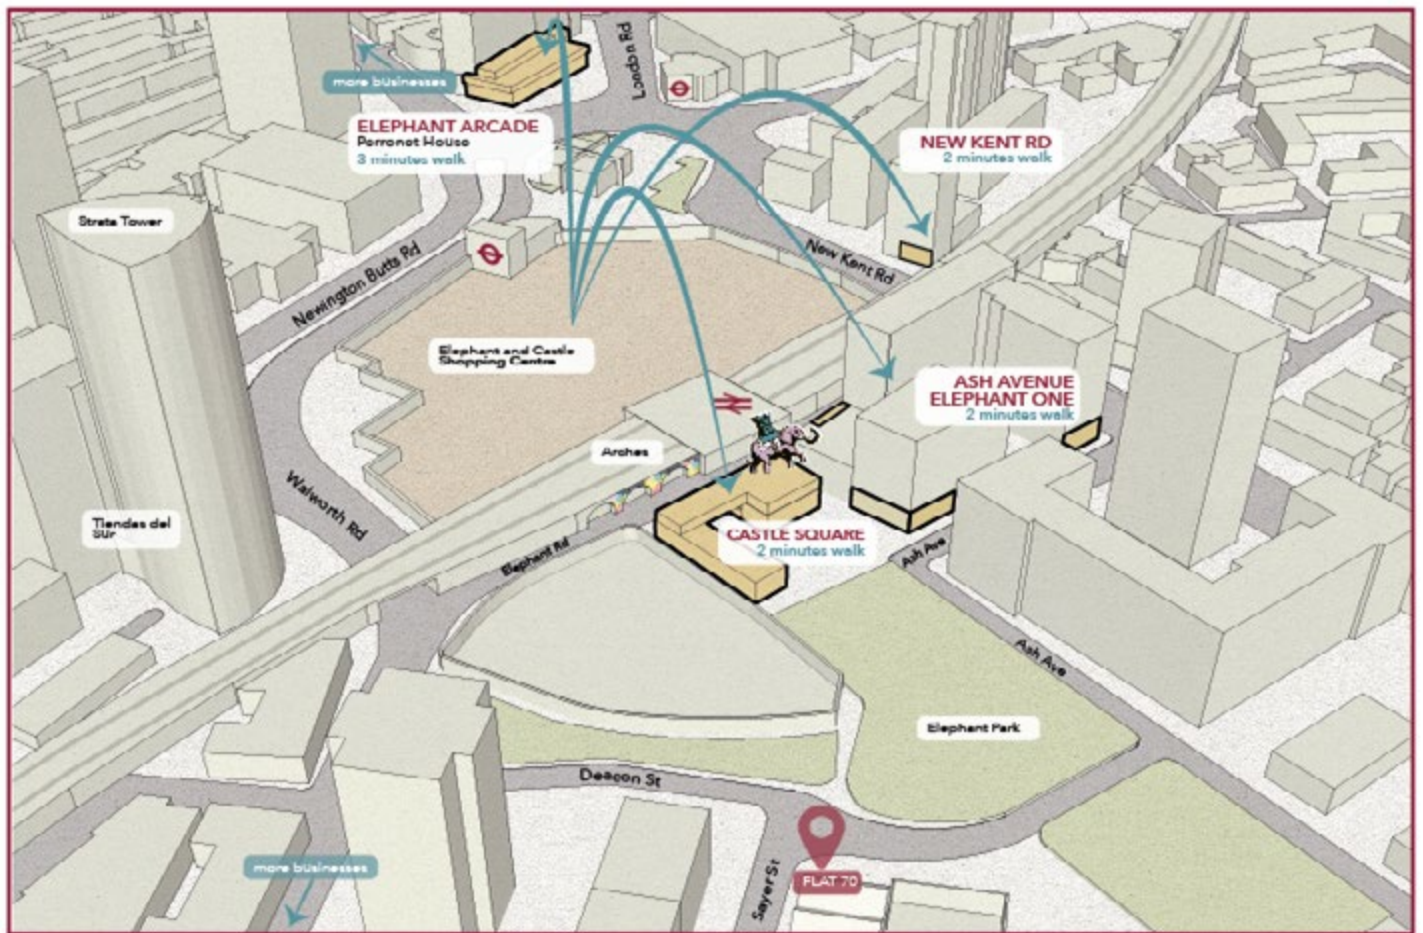 London Rd
more businesses
ELEPHANT ARCADE
Perronet House
3 minutes walk
NEW KENT RD
2 minutes walk
Strata Tower
Newington Butts Rd
New Kent Rd
Elephant and Castle
Shopping Centre
ASH AVENUE
ELEPHANT ONE
2 minutes walk
Arches
Walworth Rd
Tiendas del
Sur
CASTLE SQUARE
2 minutes walk
Elephant Rd
Ash Ave
Ash Ave
Elephant Park
Deacon St
more businesses
Sayer St
FLAT 70